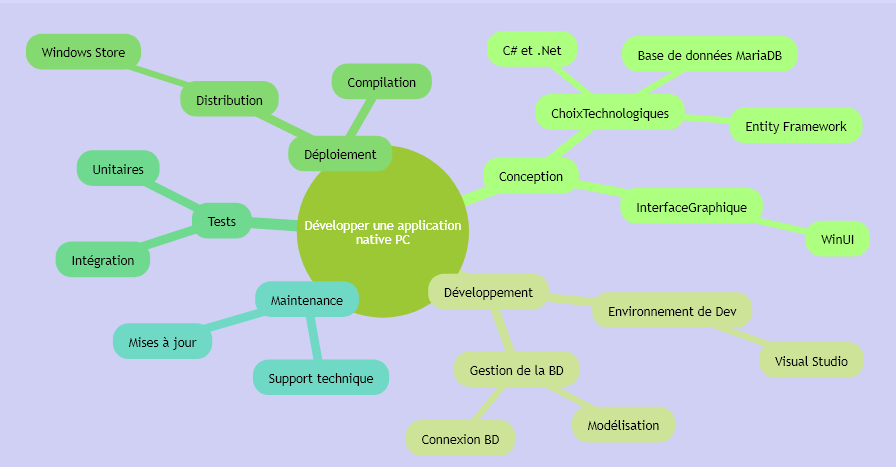 Windows Store
Distribution
Compilation
Déploiement
C# et .Net
Base de données MariaDB
ChoixTechnologiques
Entity Framework
Conception
InterfaceGraphique
WinUI
Unitaires
Tests
Intégration
Développer une application
native PC
Maintenance
Mises à jour
Support technique
Développement
Environnement de Dev
Visual Studio
Gestion de la BD
Modélisation
Connexion BD